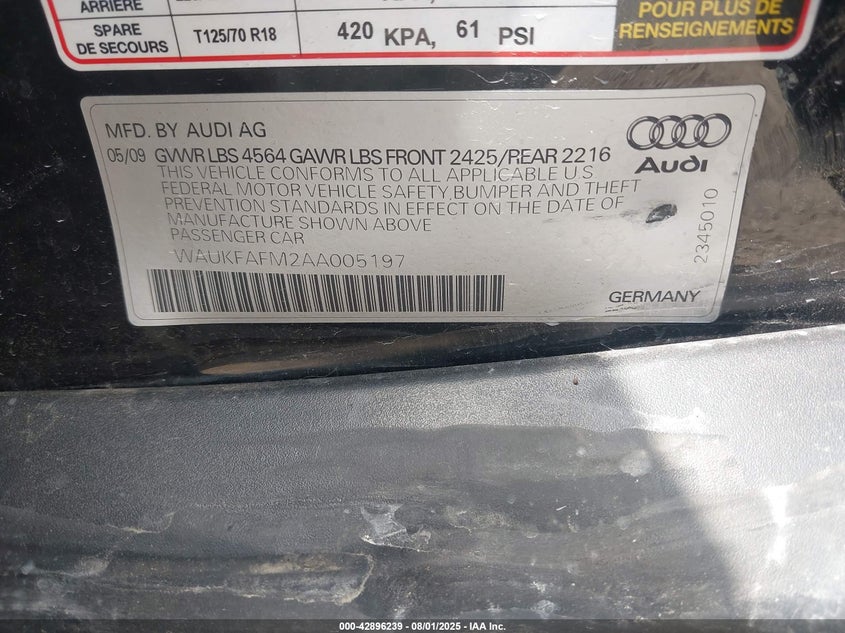 ARRIÈRE
SPARE
DE SECOURS
T125/70 R18
420 KPA, 61 PSI
POUR PLUS DE
RENSEIGNEMENTS
MFD. BY AUDI AG
05/09 GVWR LBS 4564 GAWR LBS FRONT 2425/REAR 2216
THIS VEHICLE CONFORMS TO ALL APPLICABLE U.S.
FEDERAL MOTOR VEHICLE SAFETY,BUMPER AND THEFT
PREVENTION STANDARDS IN EFFECT ON THE DATE OF
MANUFACTURE SHOWN ABOVE
PASSENGER CAR
WAUKFAFM2AA005197
Audi
2345010
GERMANY
000-42896239 - 08/01/2025 - IAA Inc.